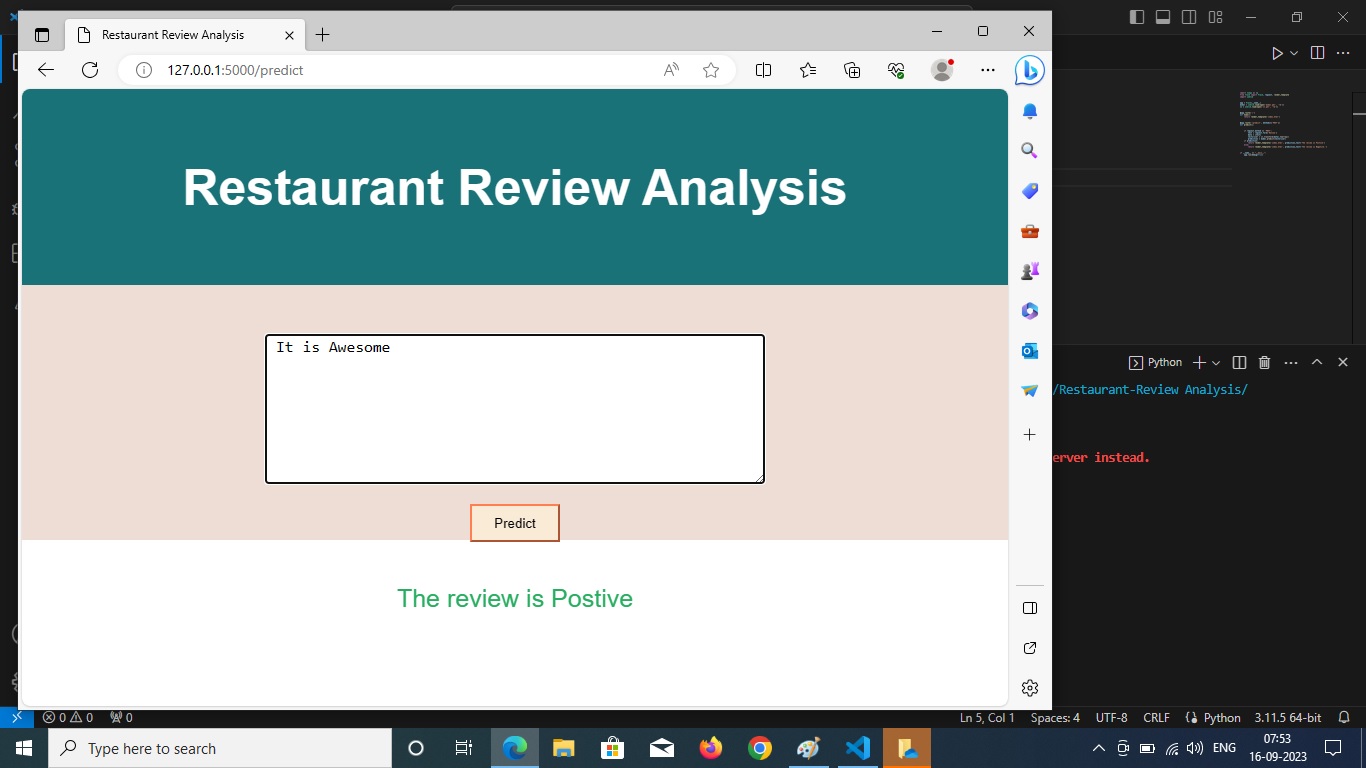 Restaurant Review Analysis
127.0.0.1:5000/predict
Restaurant Review Analysis
It is Awesome
Predict
The review is Postive
Python
/Restaurant-Review Analysis/
erver instead.
0 0 0
Ln 5, Col 1 Spaces: 4 UTF-8 CRLF Python 3.11.5 64-bit
Type here to search
ENG
07:53
16-09-2023